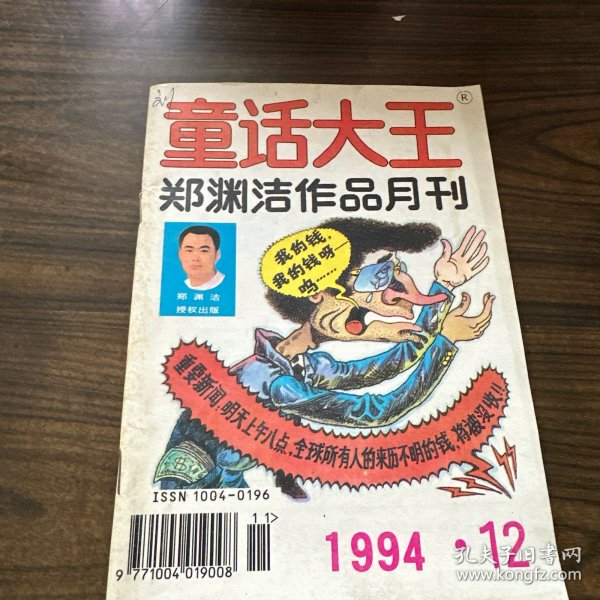 童话大王
®
郑渊洁作品月刊
我的钱,
我的钱呀——
呜……
郑渊洁
授权出版
重要新闻,明天上午八点,全球所有人的来历不明的钱,将被没收!!
ISSN 1004-0196
11>
9 771004 019008
1994·12
孔夫子旧书网
www.kongfz.com